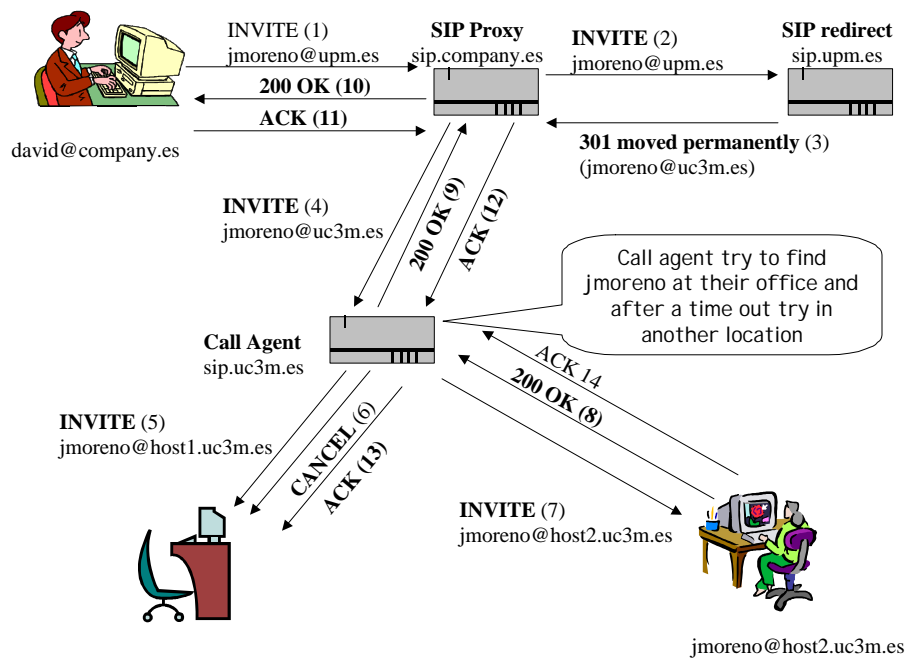 INVITE (1)
jmoreno@upm.es
200 OK (10)
ACK (11)
david@company.es
SIP Proxy
sip.company.es
INVITE (2)
jmoreno@upm.es
SIP redirect
sip.upm.es
301 moved permanently (3)
(jmoreno@uc3m.es)
INVITE (4)
jmoreno@uc3m.es
200 OK (9)
ACK (12)
Call agent try to find
jmoreno at their office and
after a time out try in
another location
Call Agent
sip.uc3m.es
INVITE (5)
jmoreno@host1.uc3m.es
CANCEL (6)
ACK (13)
ACK 14
200 OK (8)
INVITE (7)
jmoreno@host2.uc3m.es
jmoreno@host2.uc3m.es